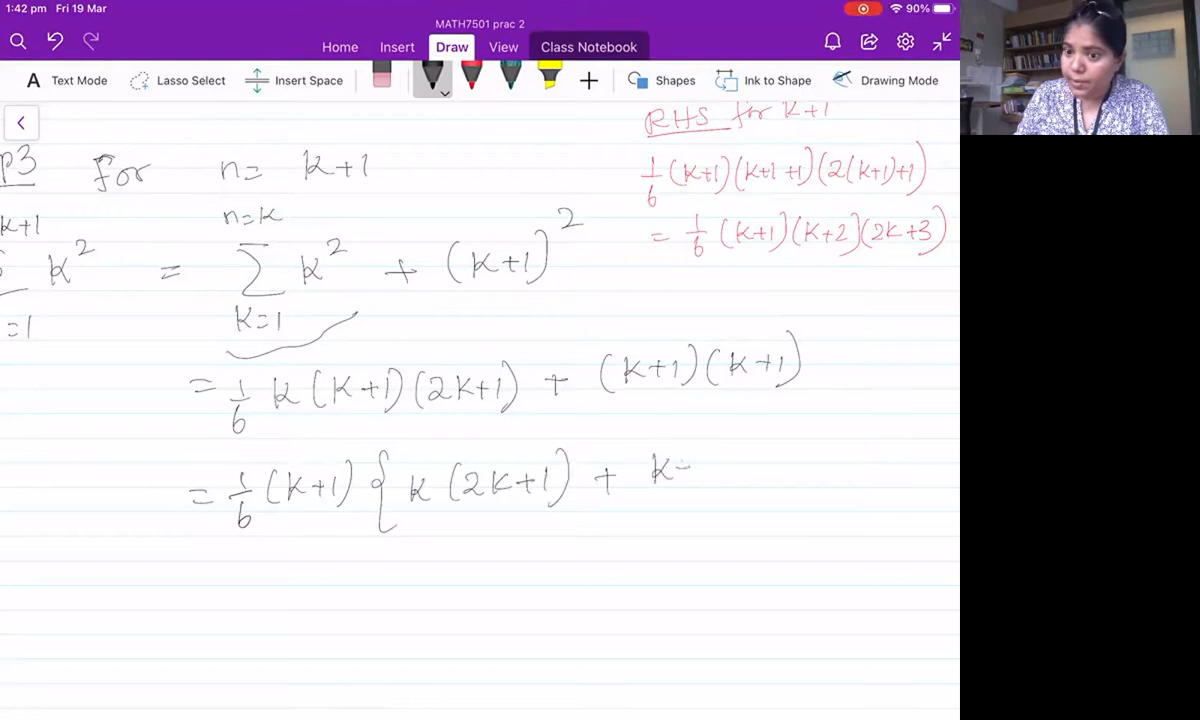 1:42 pm Fri 19 Mar
90%
MATH7501 prac 2
Home Insert Draw View Class Notebook
A Text Mode Lasso Select Insert Space Shapes Ink to Shape Drawing Mode
RHS for k+1
p3 for n= k+1
1/6 (k+1)(k+1+1)(2(k+1)+1)
= 1/6 (k+1)(k+2)(2k+3)
k+1 n=k
k² = Σ k² + (k+1)²
=1 k=1
= 1/6 k(k+1)(2k+1) + (k+1)(k+1)
= 1/6 (k+1) { k(2k+1) + k